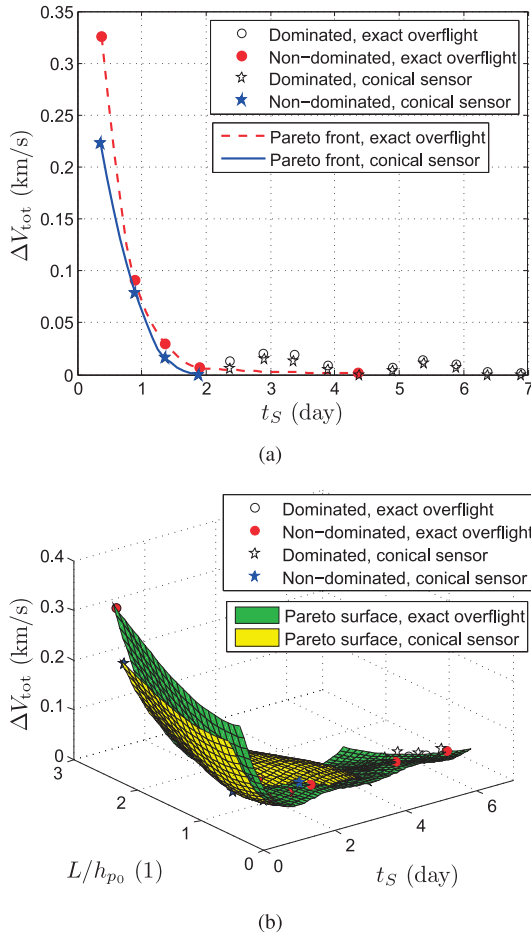 (a)
0.35
0.3
0.25
0.2
0.15
0.1
0.05
0
ΔV_tot (km/s)
Dominated, exact overflight
Non−dominated, exact overflight
Dominated, conical sensor
Non−dominated, conical sensor
Pareto front, exact overflight
Pareto front, conical sensor
0 1 2 3 4 5 6 7
t_S (day)
(a)
Dominated, exact overflight
Non−dominated, exact overflight
Dominated, conical sensor
Non−dominated, conical sensor
Pareto surface, exact overflight
Pareto surface, conical sensor
0.4
0.3
0.2
0.1
0
ΔV_tot (km/s)
3
2
1
0
L/h_{p_0} (1)
0
2
4
6
t_S (day)
(b)